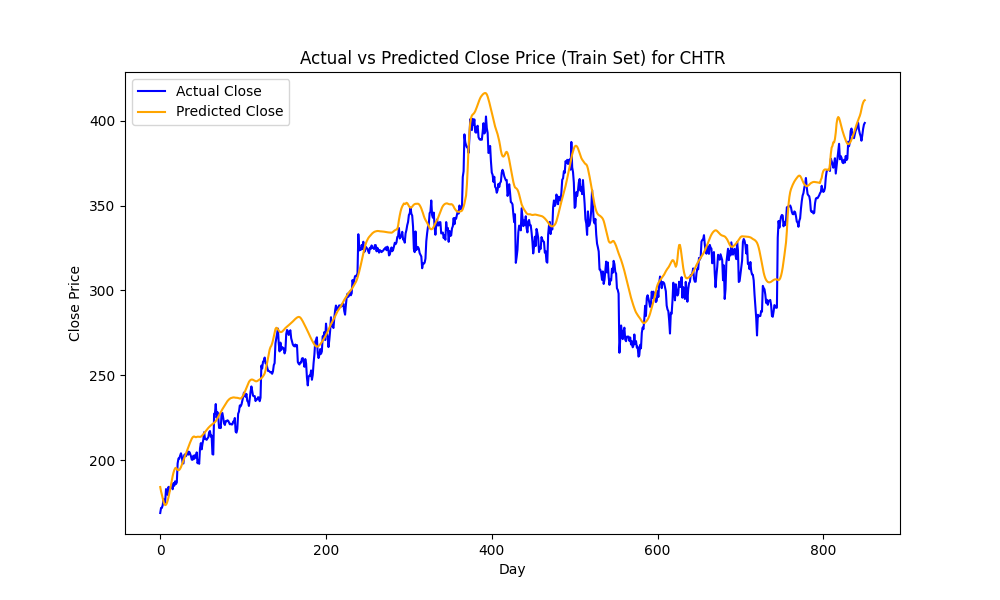 Actual vs Predicted Close Price (Train Set) for CHTR
Actual Close
Predicted Close
400
350
300
250
200
Close Price
0
200
400
600
800
Day